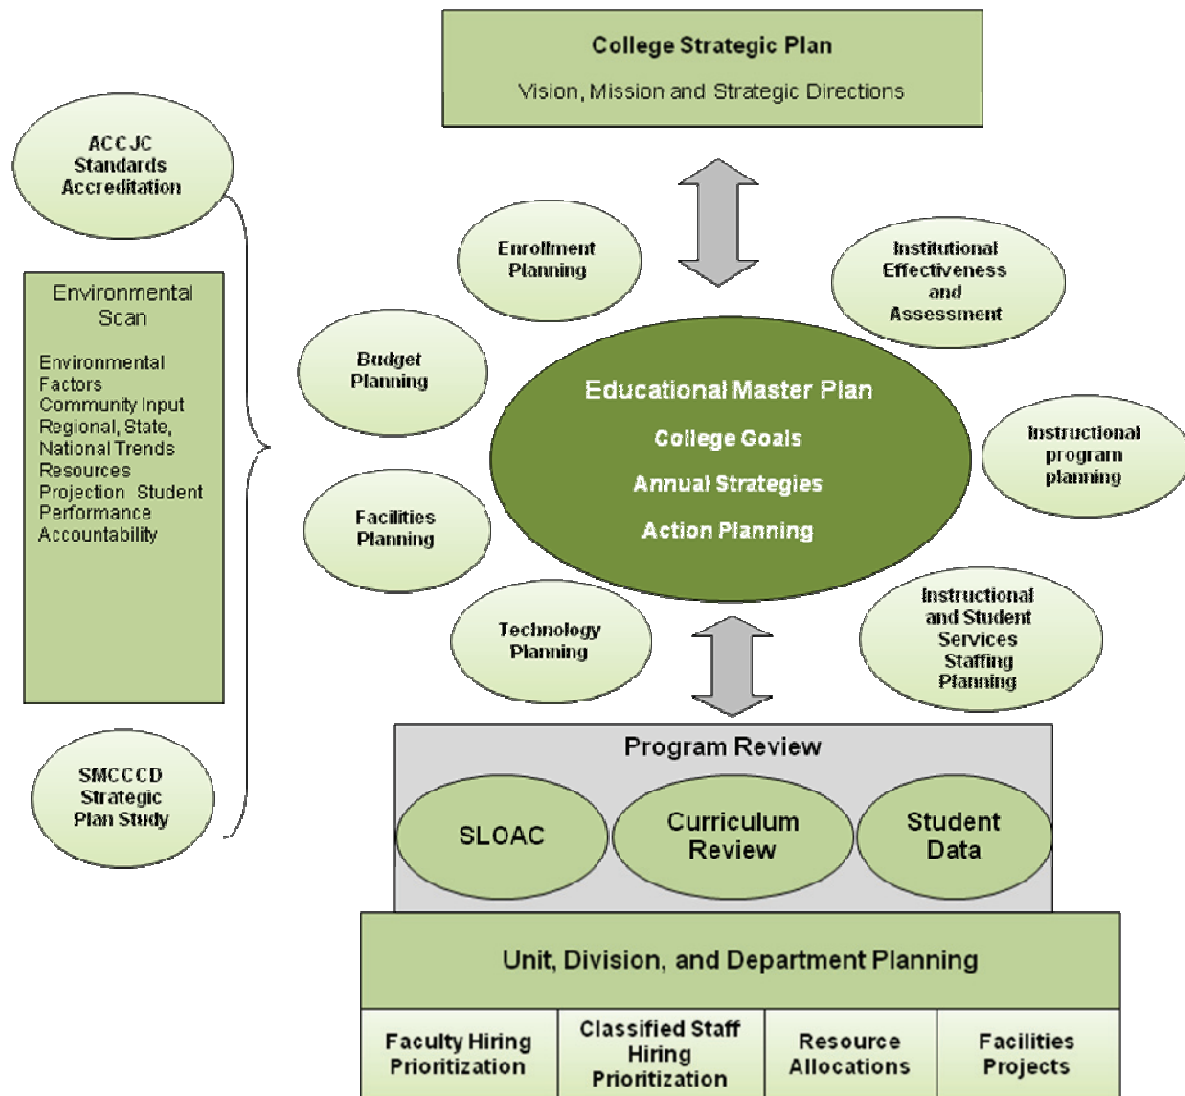 College Strategic Plan
Vision, Mission and Strategic Directions
ACCJC
Standards
Accreditation
Environmental
Scan
Environmental
Factors
Community Input
Regional, State,
National Trends
Resources
Projection Student
Performance
Accountability
SMCCCD
Strategic
Plan Study
Enrollment
Planning
Institutional
Effectiveness
and
Assessment
Budget
Planning
Educational Master Plan
College Goals
Annual Strategies
Action Planning
Instructional
program
planning
Facilities
Planning
Technology
Planning
Instructional
and Student
Services
Staffing
Planning
Program Review
SLOAC
Curriculum
Review
Student
Data
Unit, Division, and Department Planning
Faculty Hiring
Prioritization
Classified Staff
Hiring
Prioritization
Resource
Allocations
Facilities
Projects